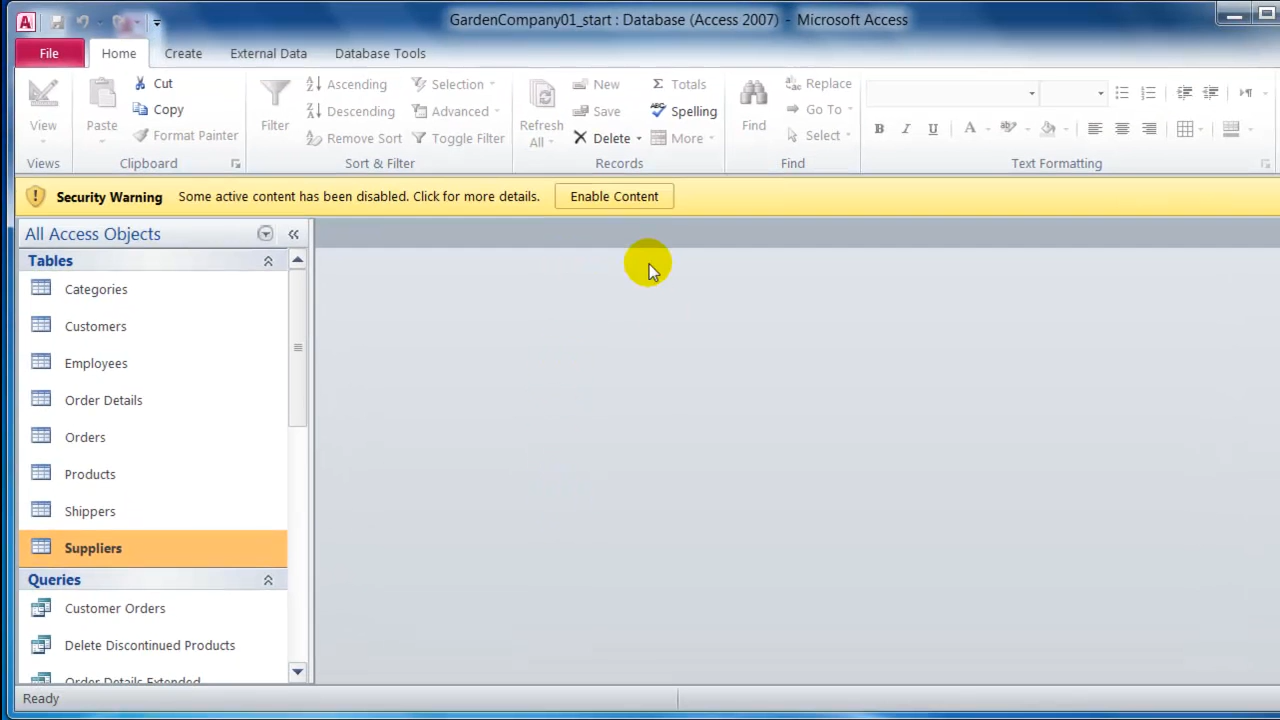 GardenCompany01_start : Database (Access 2007) - Microsoft Access
File Home Create External Data Database Tools
View
Views
Paste
Cut
Copy
Format Painter
Clipboard
Filter
Ascending
Descending
Remove Sort
Selection
Advanced
Toggle Filter
Sort & Filter
Refresh
All
New
Save
Delete
Totals
Spelling
More
Records
Find
Replace
Go To
Select
Find
B I U A ab
Text Formatting
Security Warning Some active content has been disabled. Click for more details. Enable Content
All Access Objects
Tables
Categories
Customers
Employees
Order Details
Orders
Products
Shippers
Suppliers
Queries
Customer Orders
Delete Discontinued Products
Order Details Extended
Ready